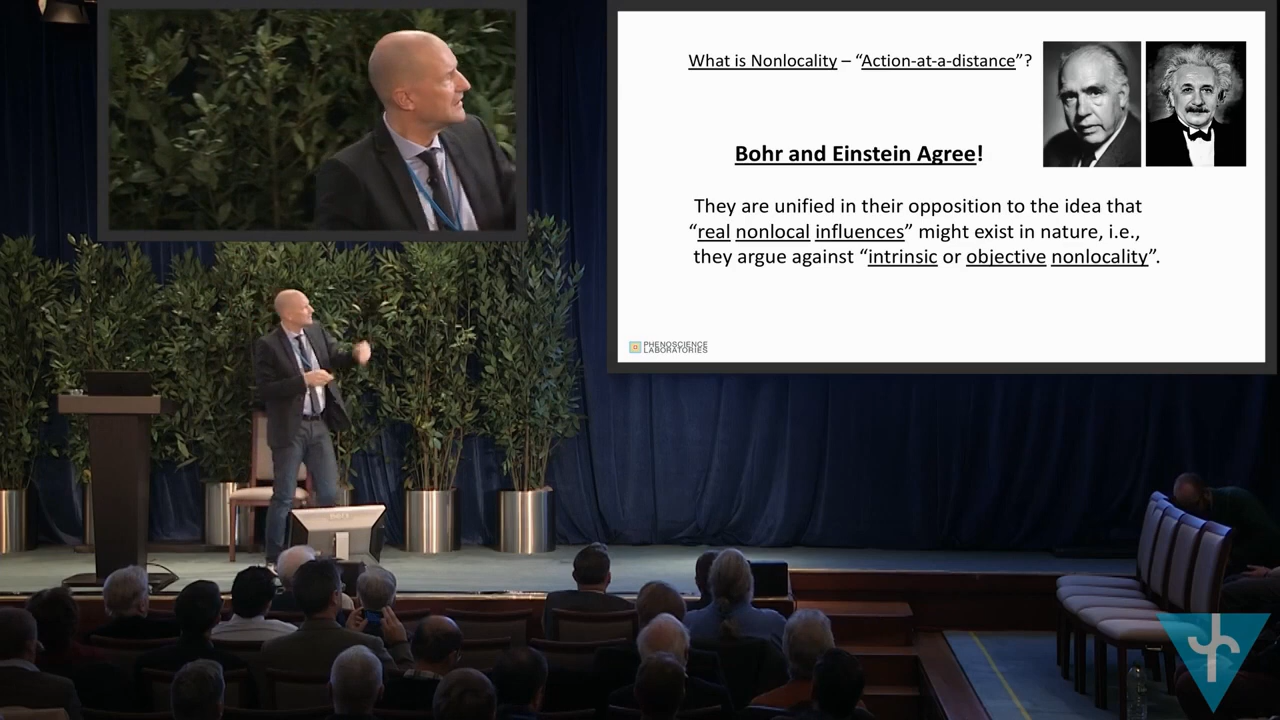 What is Nonlocality – “Action-at-a-distance”?
Bohr and Einstein Agree!
They are unified in their opposition to the idea that
“real nonlocal influences” might exist in nature, i.e.,
they argue against “intrinsic or objective nonlocality”.
PHENOSCIENCE
LABORATORIES